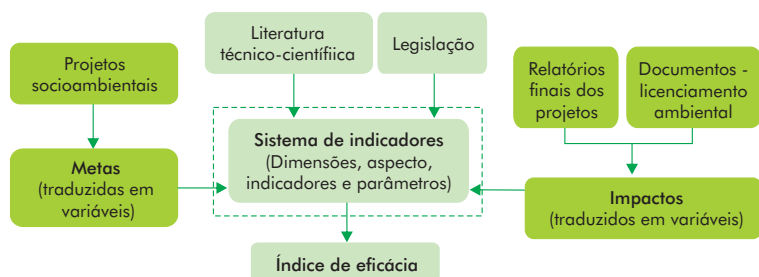 Literatura
técnico-científiica
Legislação
Projetos
socioambientais
Relatórios
finais dos
projetos
Documentos -
licenciamento
ambiental
Sistema de indicadores
(Dimensões, aspecto,
indicadores e parâmetros)
Metas
(traduzidas em
variáveis)
Impactos
(traduzidos em variáveis)
Índice de eficácia